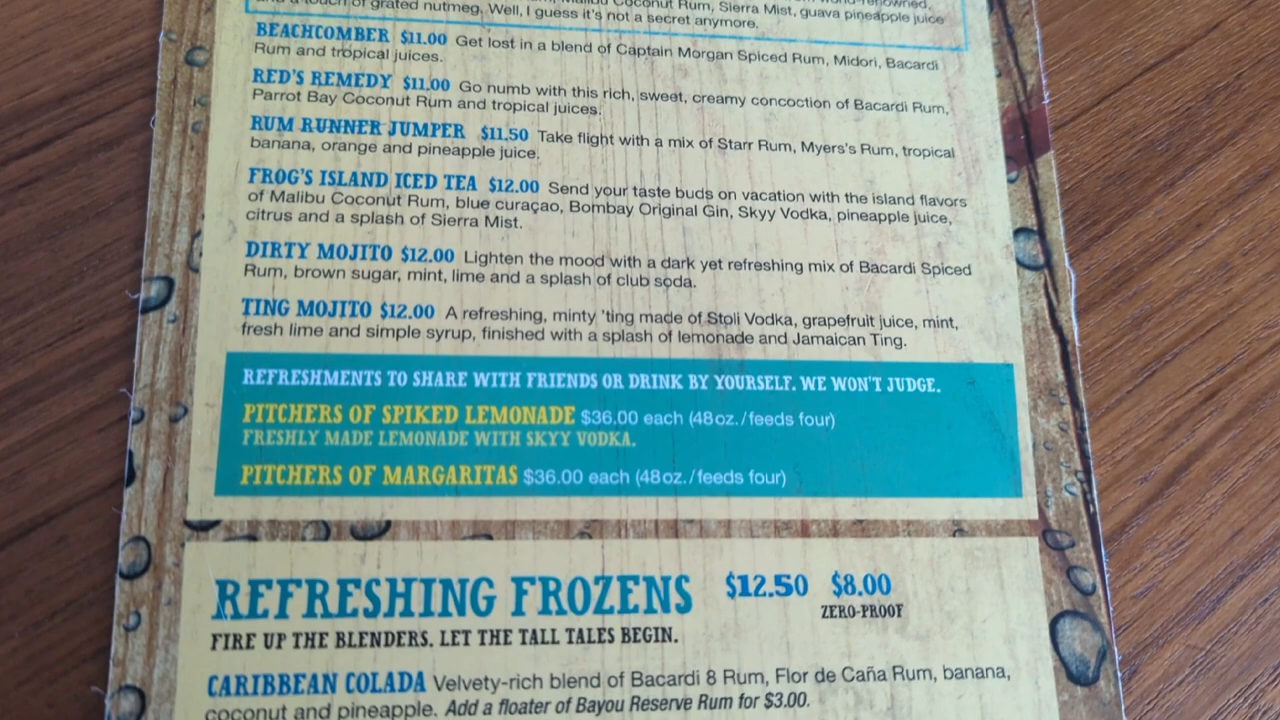 Coconut Rum, Sierra Mist, guava pineapple juice
and a touch of grated nutmeg. Well, I guess it's not a secret anymore.
BEACHCOMBER $11.00 Get lost in a blend of Captain Morgan Spiced Rum, Midori, Bacardi
Rum and tropical juices.
RED'S REMEDY $11.00 Go numb with this rich, sweet, creamy concoction of Bacardi Rum,
Parrot Bay Coconut Rum and tropical juices.
RUM RUNNER JUMPER $11.50 Take flight with a mix of Starr Rum, Myers's Rum, tropical
banana, orange and pineapple juice.
FROG'S ISLAND ICED TEA $12.00 Send your taste buds on vacation with the island flavors
of Malibu Coconut Rum, blue curaçao, Bombay Original Gin, Skyy Vodka, pineapple juice,
citrus and a splash of Sierra Mist.
DIRTY MOJITO $12.00 Lighten the mood with a dark yet refreshing mix of Bacardi Spiced
Rum, brown sugar, mint, lime and a splash of club soda.
TING MOJITO $12.00 A refreshing, minty 'ting made of Stoli Vodka, grapefruit juice, mint,
fresh lime and simple syrup, finished with a splash of lemonade and Jamaican Ting.
REFRESHMENTS TO SHARE WITH FRIENDS OR DRINK BY YOURSELF. WE WON'T JUDGE.
PITCHERS OF SPIKED LEMONADE $36.00 each (48oz./feeds four)
FRESHLY MADE LEMONADE WITH SKYY VODKA.
PITCHERS OF MARGARITAS $36.00 each (48oz./feeds four)
REFRESHING FROZENS $12.50 $8.00
ZERO-PROOF
FIRE UP THE BLENDERS. LET THE TALL TALES BEGIN.
CARIBBEAN COLADA Velvety-rich blend of Bacardi 8 Rum, Flor de Caña Rum, banana,
coconut and pineapple. Add a floater of Bayou Reserve Rum for $3.00.